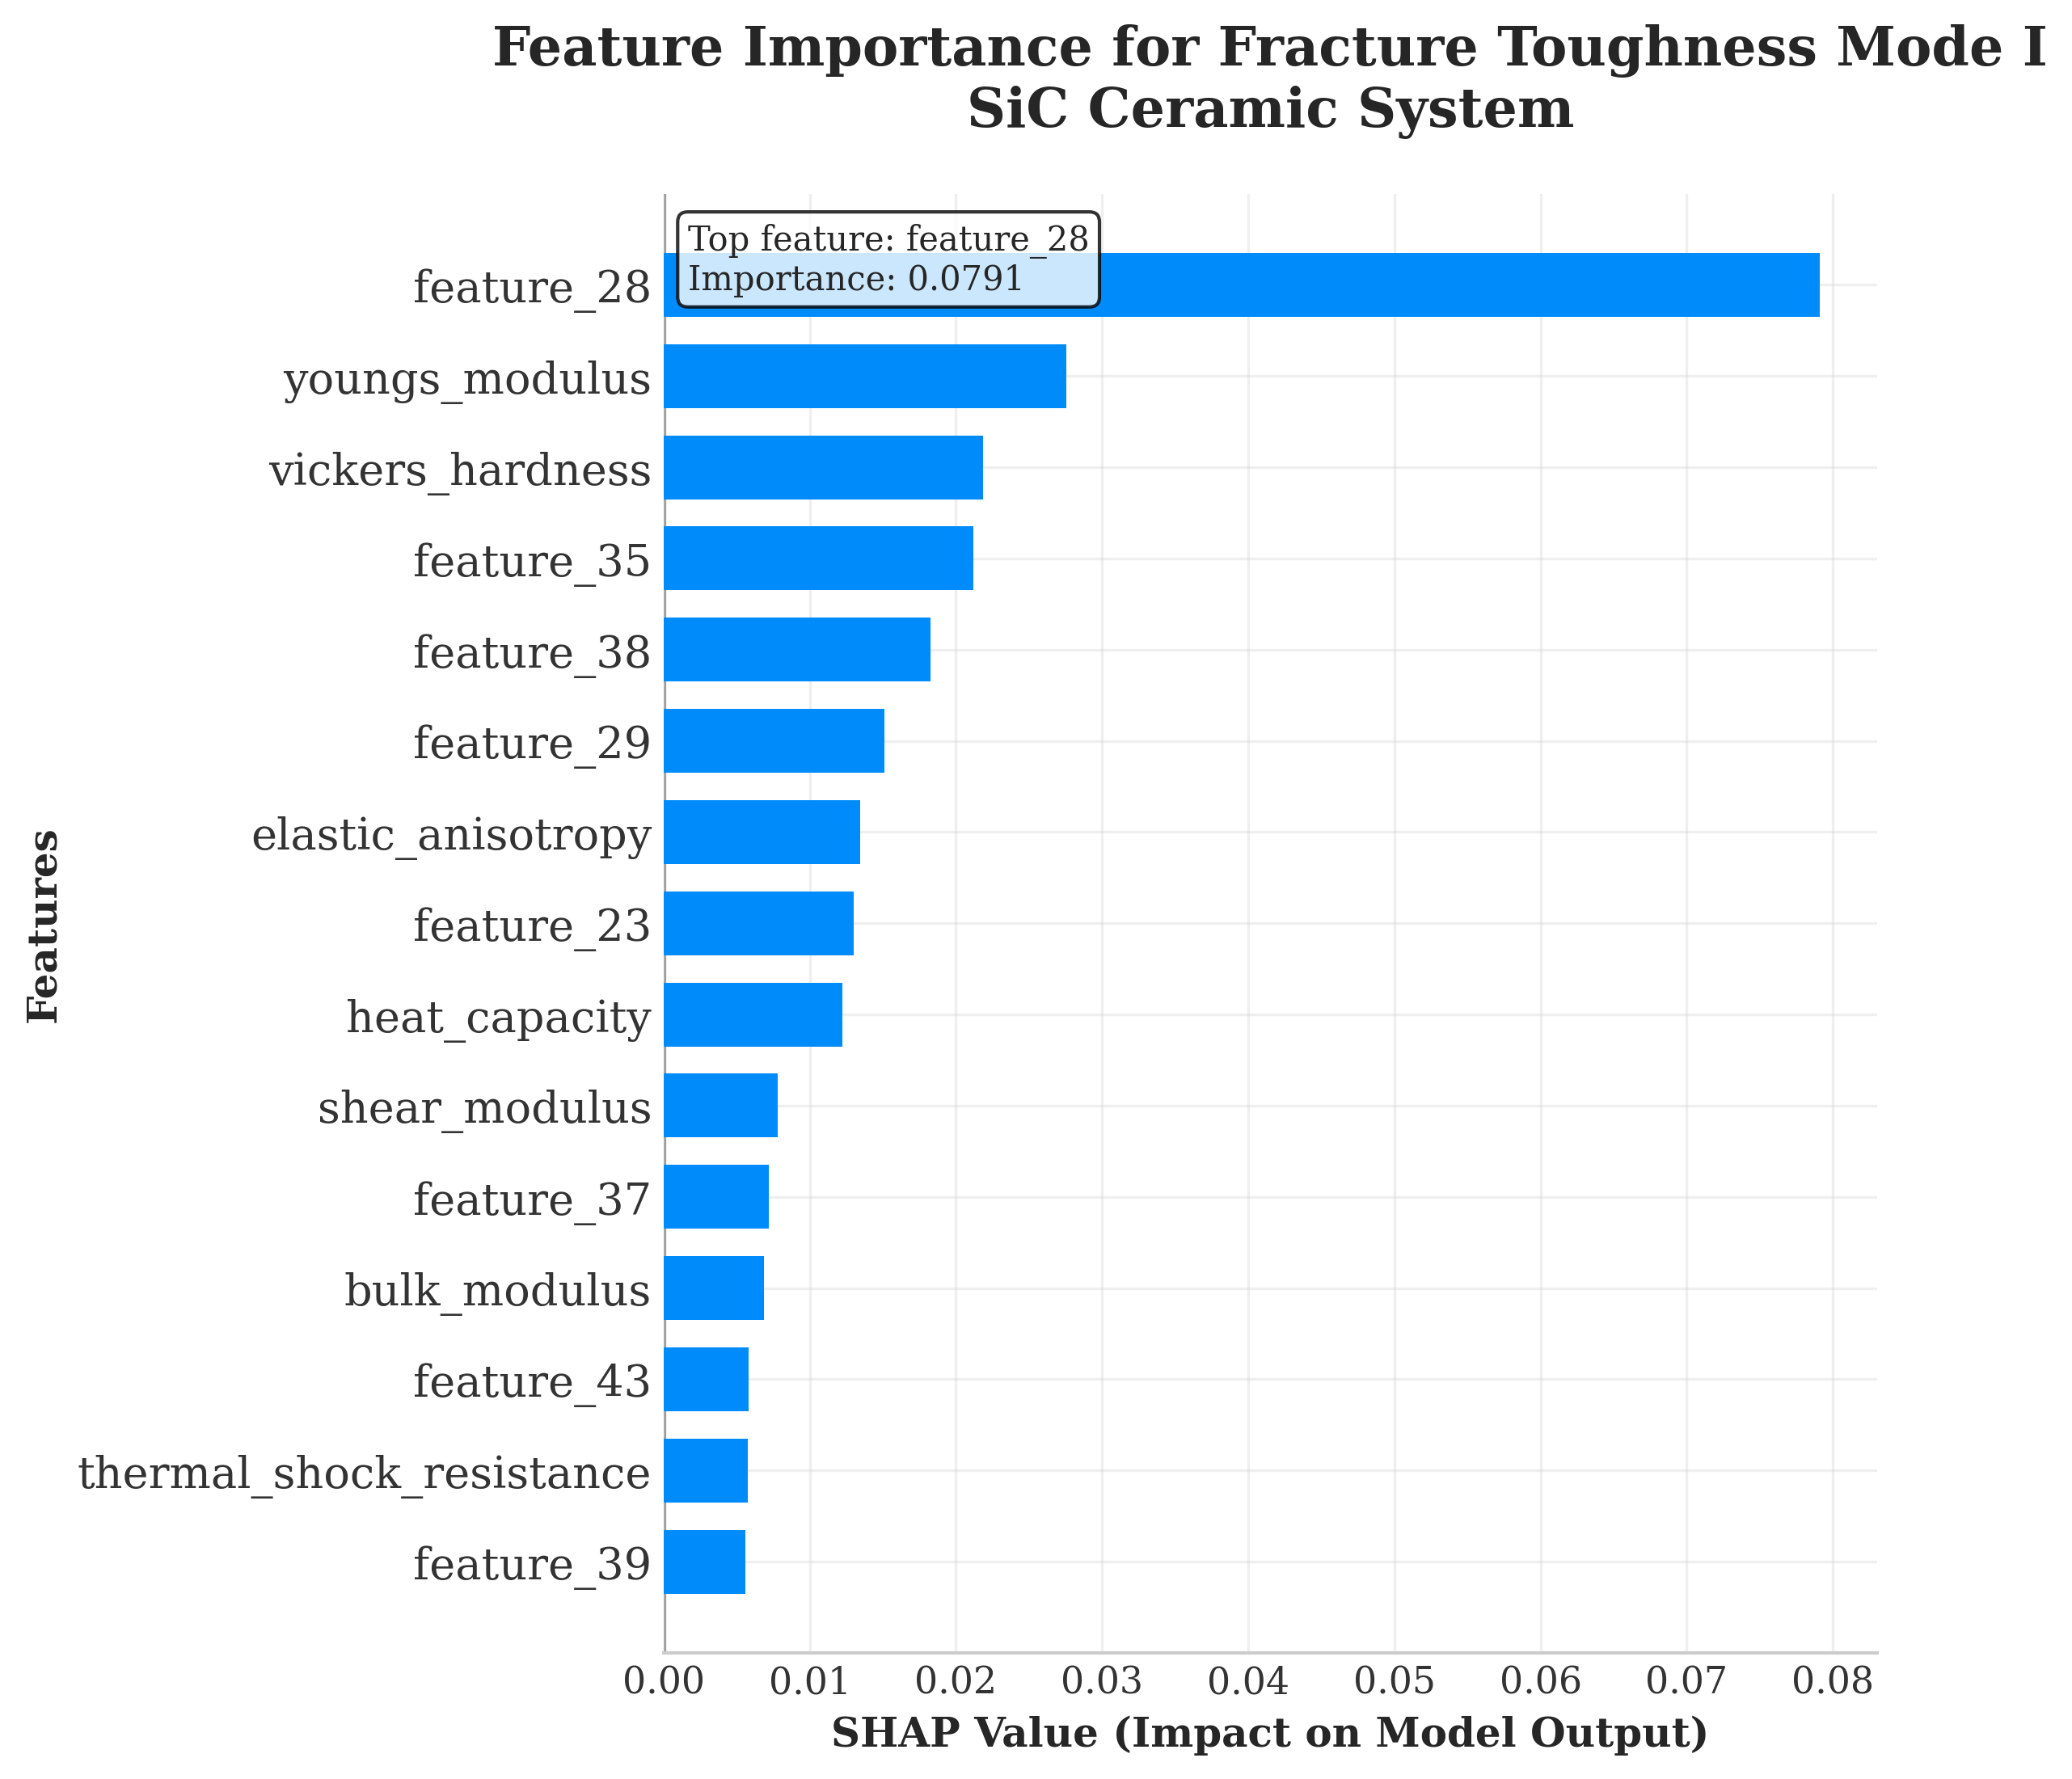 Feature Importance for Fracture Toughness Mode I
SiC Ceramic System
Top feature: feature_28
Importance: 0.0791
feature_28
youngs_modulus
vickers_hardness
feature_35
feature_38
feature_29
elastic_anisotropy
feature_23
heat_capacity
shear_modulus
feature_37
bulk_modulus
feature_43
thermal_shock_resistance
feature_39
Features
0.00 0.01 0.02 0.03 0.04 0.05 0.06 0.07 0.08
SHAP Value (Impact on Model Output)